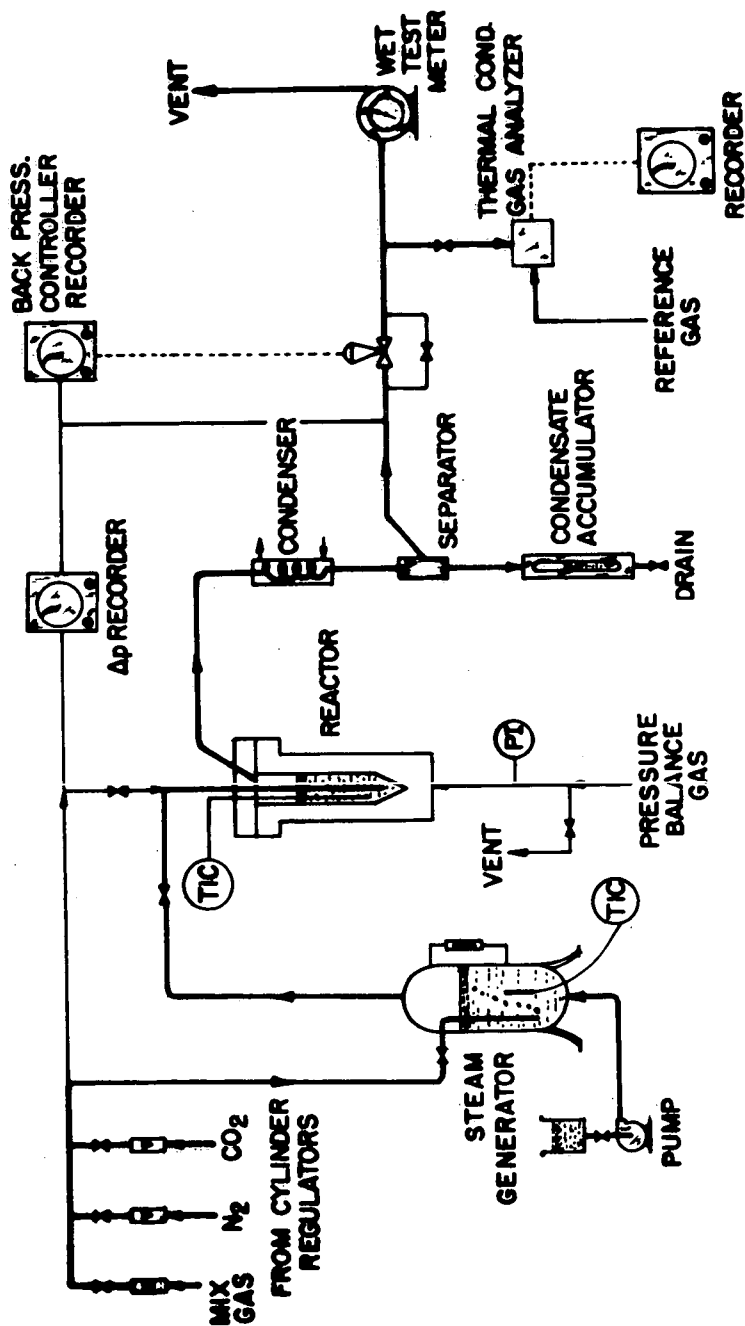 BACK PRESS.
CONTROLLER
RECORDER
Δp RECORDER
VENT
WET
TEST
METER
THERMAL COND.
GAS ANALYZER
RECORDER
REFERENCE
GAS
CONDENSER
SEPARATOR
CONDENSATE
ACCUMULATOR
DRAIN
REACTOR
TIC
PI
VENT
PRESSURE
BALANCE
GAS
TIC
STEAM
GENERATOR
PUMP
MIX
GAS
N2
CO2
FROM CYLINDER
REGULATORS